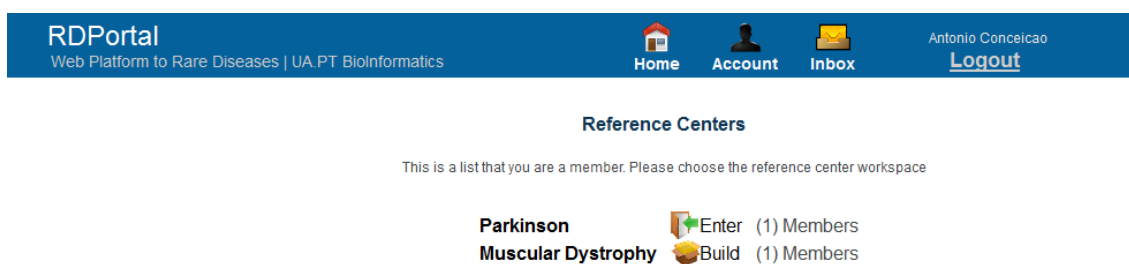 RDPortal
Web Platform to Rare Diseases | UA.PT BioInformatics
Home Account Inbox
Antonio Conceicao
Logout
Reference Centers
This is a list that you are a member. Please choose the reference center workspace
Parkinson Enter (1) Members
Muscular Dystrophy Build (1) Members